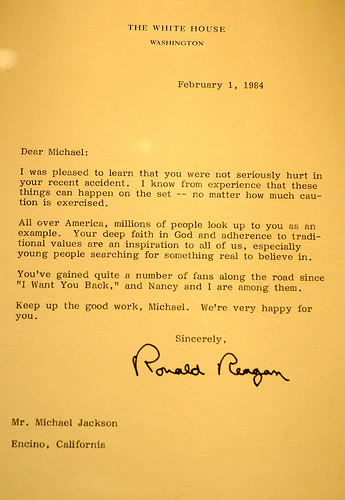 THE WHITE HOUSE
WASHINGTON
February 1, 1984
Dear Michael:
I was pleased to learn that you were not seriously hurt in
your recent accident. I know from experience that these
things can happen on the set -- no matter how much cau-
tion is exercised.
All over America, millions of people look up to you as an
example. Your deep faith in God and adherence to tradi-
tional values are an inspiration to all of us, especially
young people searching for something real to believe in.
You've gained quite a number of fans along the road since
"I Want You Back," and Nancy and I are among them.
Keep up the good work, Michael. We're very happy for
you.
Sincerely,
Ronald Reagan
Mr. Michael Jackson
Encino, California